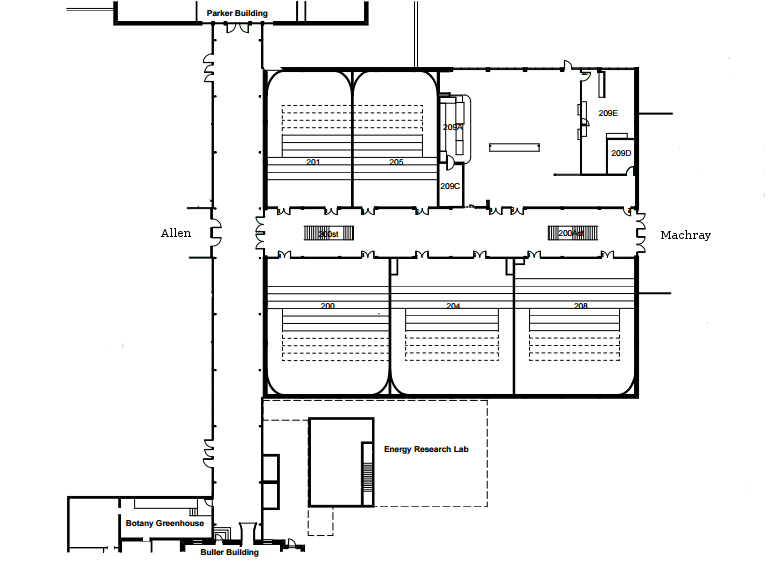 Parker Building
209E
209A
201
205
209D
209C
Allen
200st
200Ast
Machray
200
204
208
Energy Research Lab
Botany Greenhouse
Buller Building